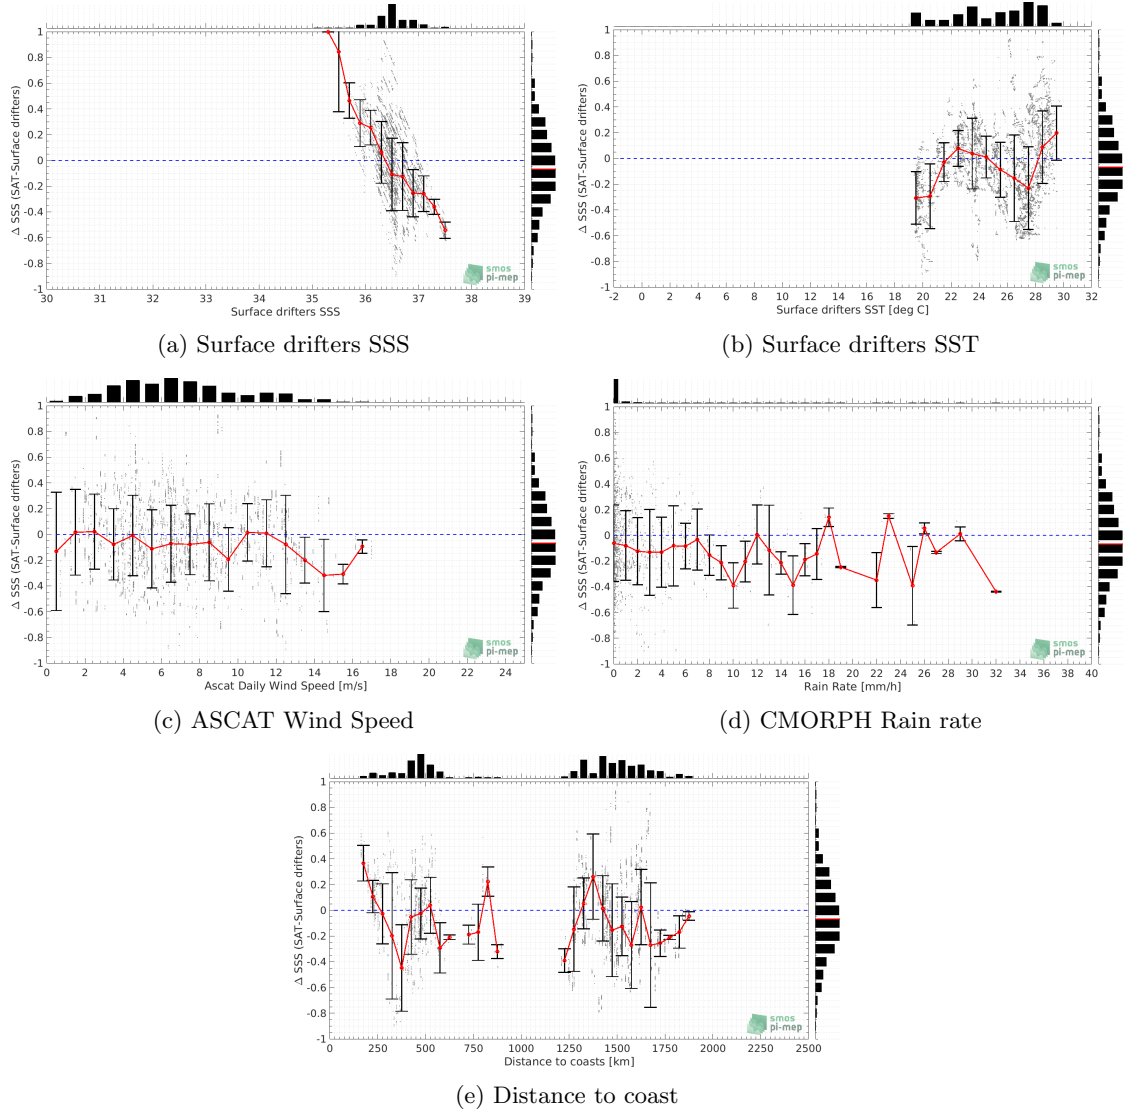 1
0.8
0.6
0.4
0.2
0
-0.2
-0.4
-0.6
-0.8
-1
Δ SSS (SAT-Surface drifters)
smos
pi-mep
30 31 32 33 34 35 36 37 38 39
Surface drifters SSS
(a) Surface drifters SSS
1
0.8
0.6
0.4
0.2
0
-0.2
-0.4
-0.6
-0.8
-1
Δ SSS (SAT-Surface drifters)
smos
pi-mep
-2 0 2 4 6 8 10 12 14 16 18 20 22 24 26 28 30 32
Surface drifters SST [deg C]
(b) Surface drifters SST
1
0.8
0.6
0.4
0.2
0
-0.2
-0.4
-0.6
-0.8
-1
Δ SSS (SAT-Surface drifters)
smos
pi-mep
0 2 4 6 8 10 12 14 16 18 20 22 24
Ascat Daily Wind Speed [m/s]
(c) ASCAT Wind Speed
1
0.8
0.6
0.4
0.2
0
-0.2
-0.4
-0.6
-0.8
-1
Δ SSS (SAT-Surface drifters)
smos
pi-mep
0 2 4 6 8 10 12 14 16 18 20 22 24 26 28 30 32 34 36 38 40
Rain Rate [mm/h]
(d) CMORPH Rain rate
1
0.8
0.6
0.4
0.2
0
-0.2
-0.4
-0.6
-0.8
-1
Δ SSS (SAT-Surface drifters)
smos
pi-mep
0 250 500 750 1000 1250 1500 1750 2000 2250 2500
Distance to coasts [km]
(e) Distance to coast